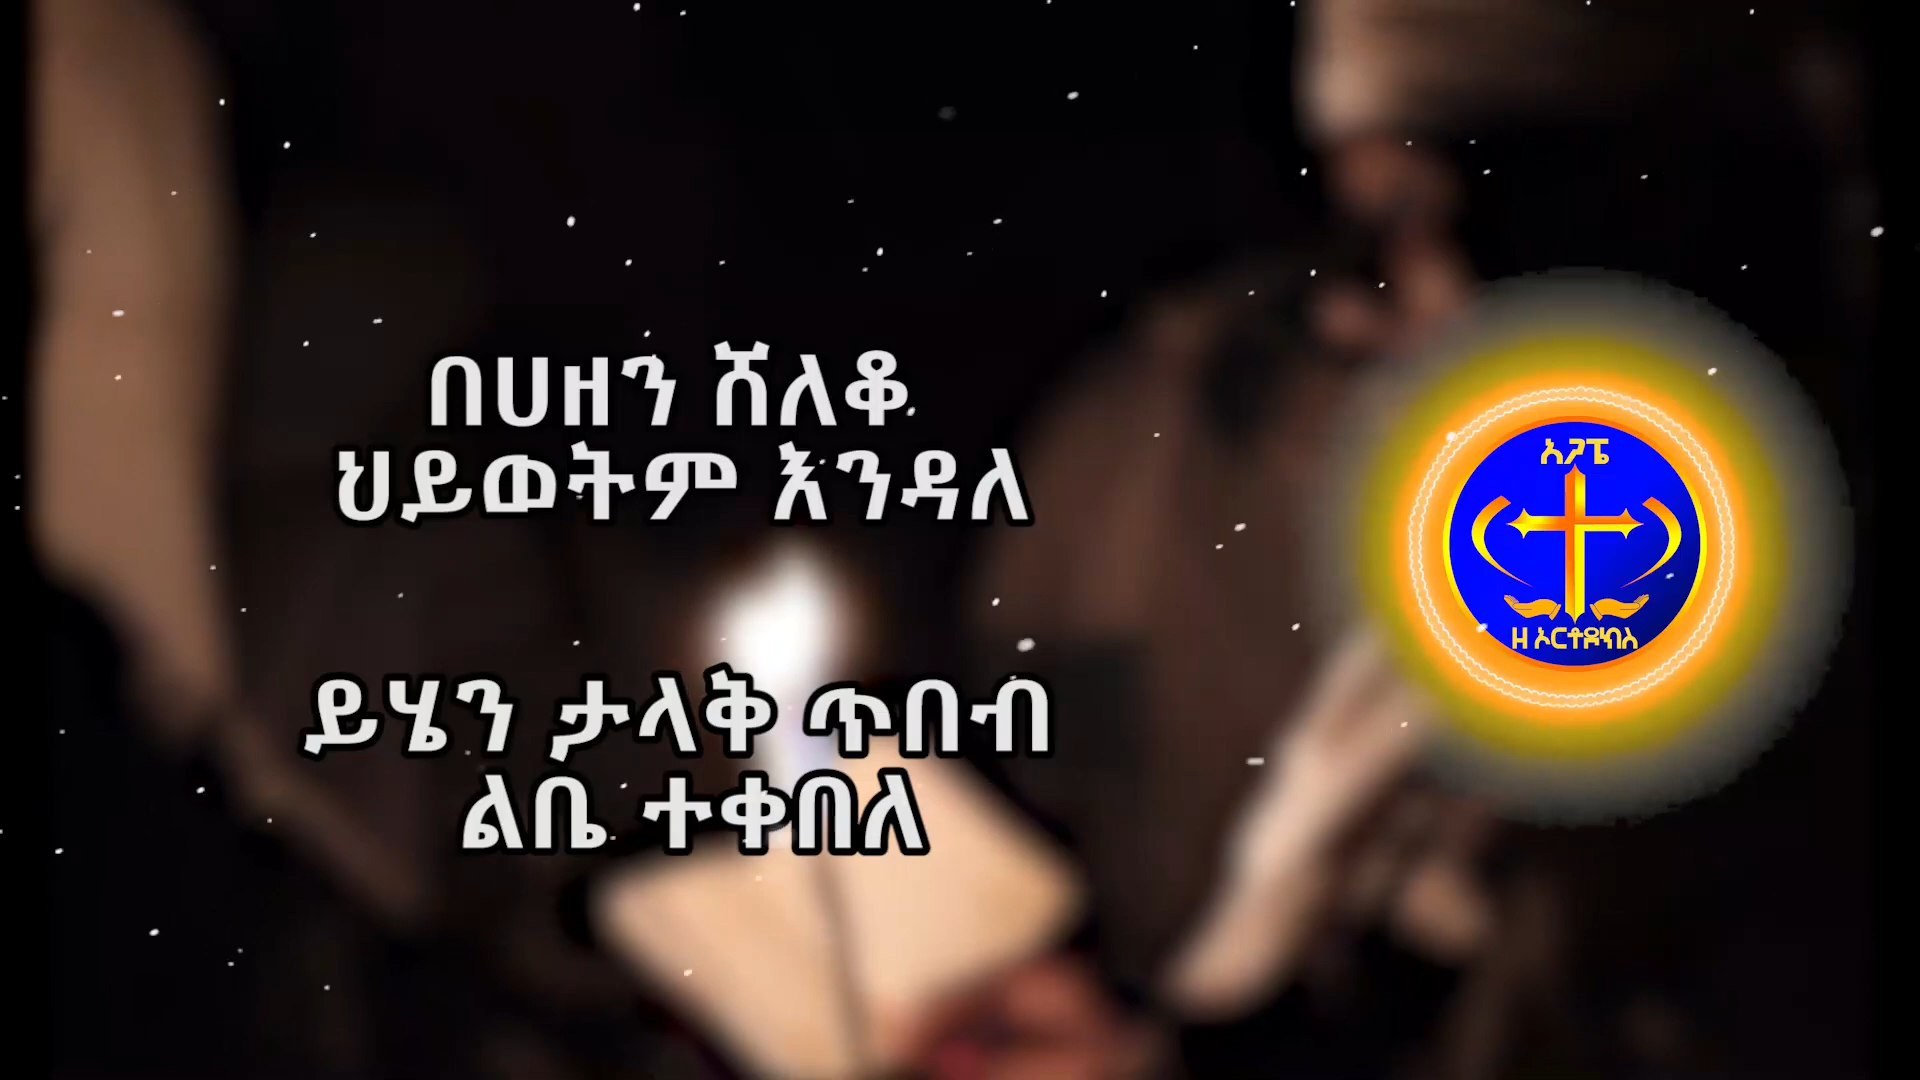 በሀዘን ሸለቆ
ህይወትም እንዳለ
ይሄን ታላቅ ጥበብ
ልቤ ተቀበለ
አጋፔ
ዘ ኦርቶዶክስ